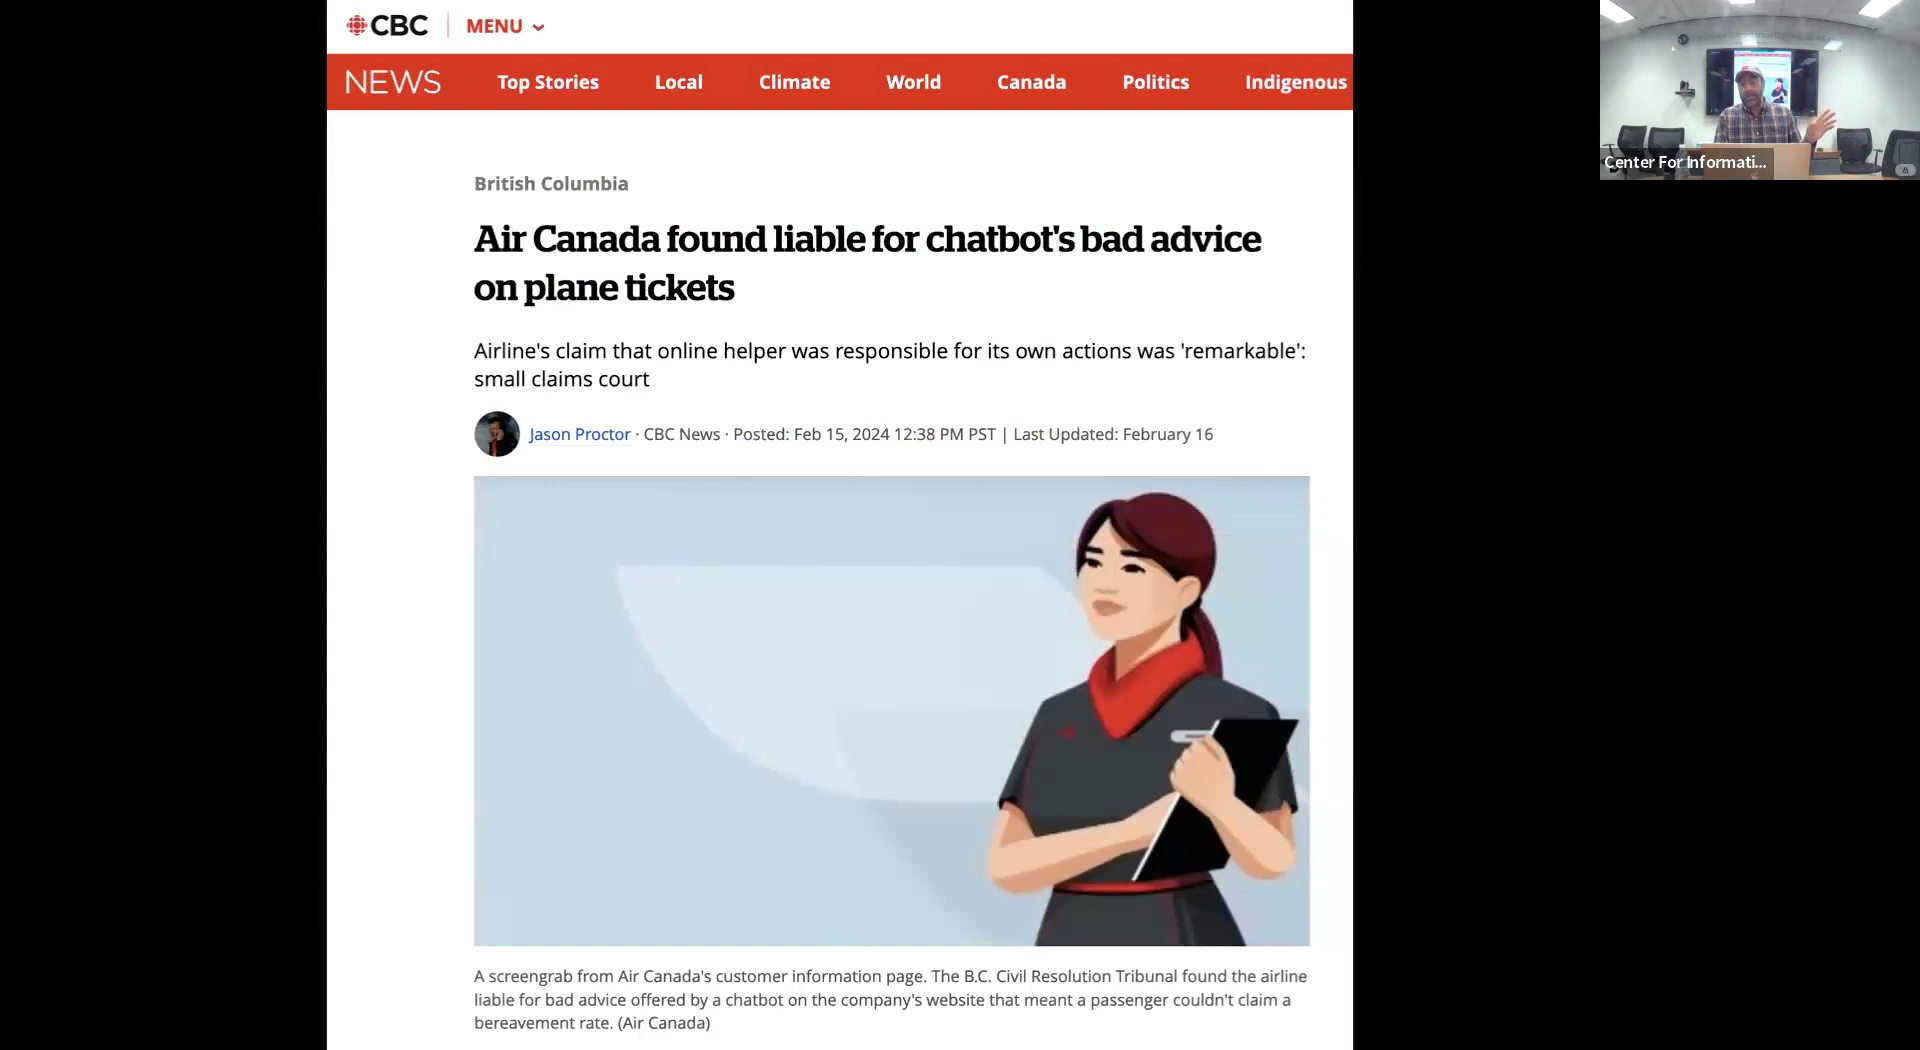 CBC
MENU
NEWS
Top Stories
Local
Climate
World
Canada
Politics
Indigenous
British Columbia
Air Canada found liable for chatbot's bad advice
on plane tickets
Airline's claim that online helper was responsible for its own actions was 'remarkable':
small claims court
Jason Proctor · CBC News · Posted: Feb 15, 2024 12:38 PM PST | Last Updated: February 16
A screengrab from Air Canada's customer information page. The B.C. Civil Resolution Tribunal found the airline
liable for bad advice offered by a chatbot on the company's website that meant a passenger couldn't claim a
bereavement rate. (Air Canada)
Center For Informati...